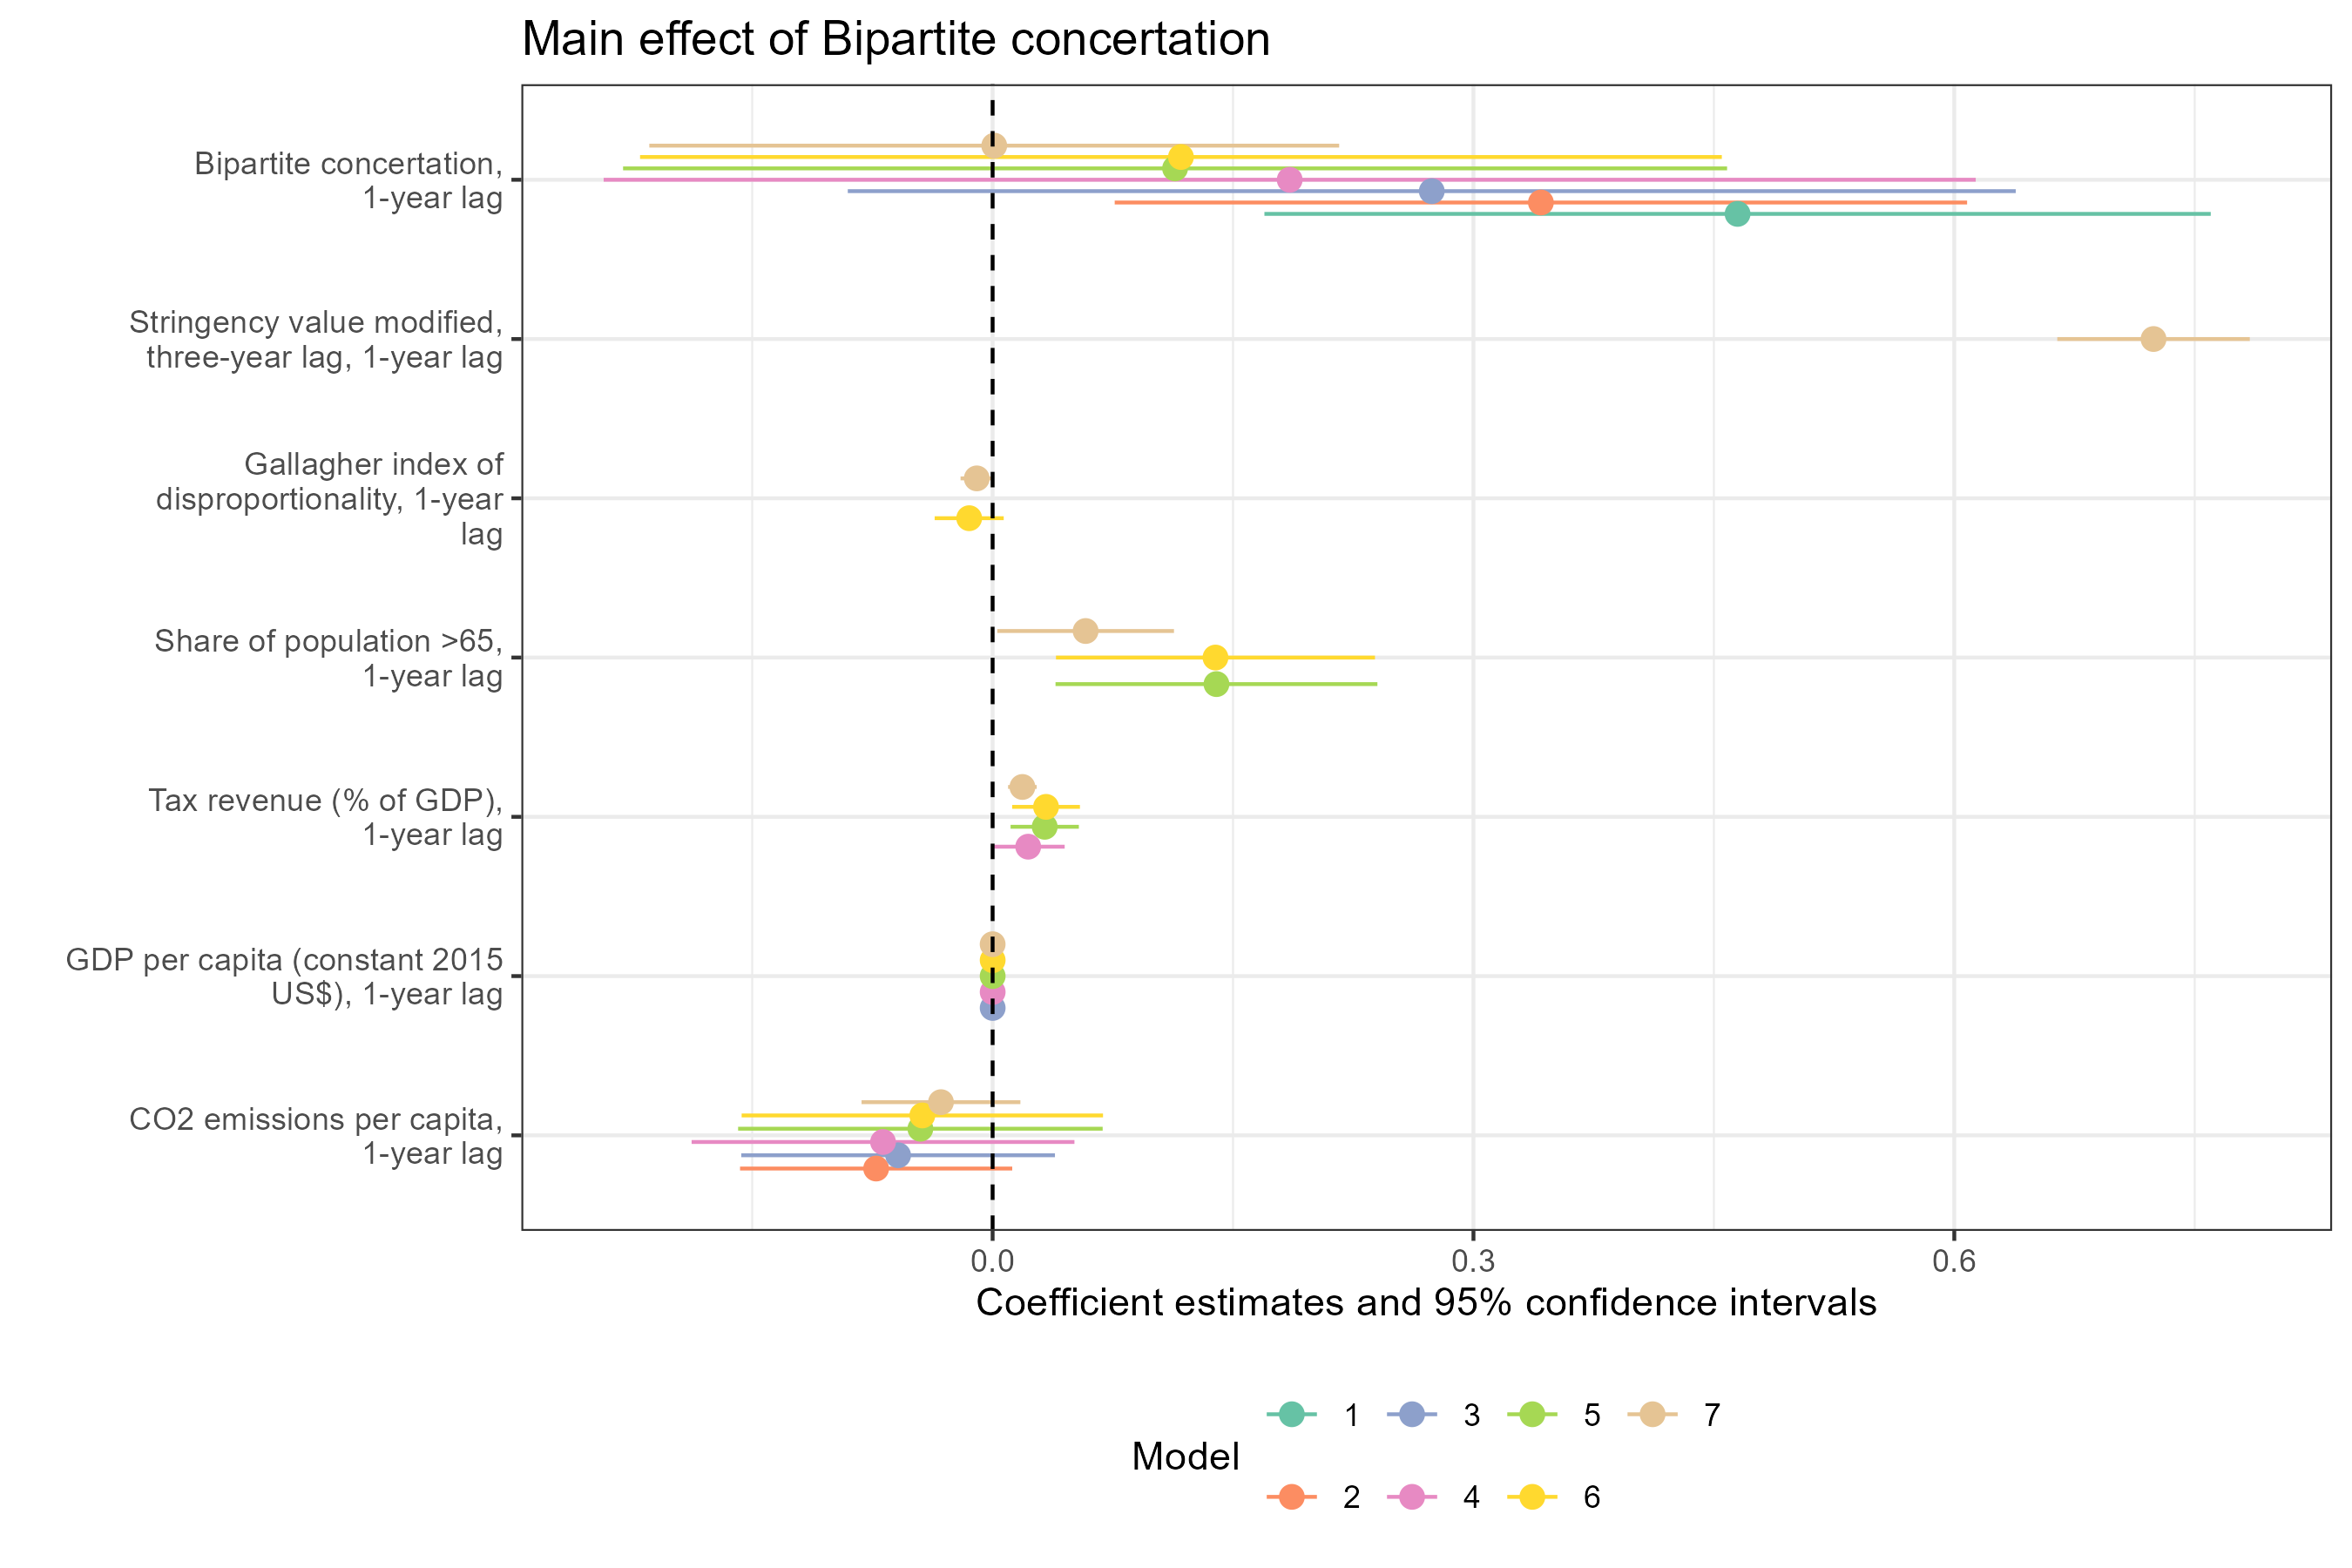 Main effect of Bipartite concertation
Bipartite concertation,
1-year lag
Stringency value modified,
three-year lag, 1-year lag
Gallagher index of
disproportionality, 1-year
lag
Share of population >65,
1-year lag
Tax revenue (% of GDP),
1-year lag
GDP per capita (constant 2015
US$), 1-year lag
CO2 emissions per capita,
1-year lag
0.0 0.3 0.6
Coefficient estimates and 95% confidence intervals
Model
1 3 5 7
2 4 6